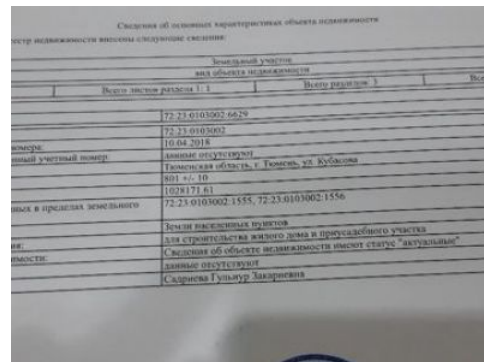 Сведения об основных характеристиках объекта недвижимости
естр недвижимости внесены следующие сведения:
Земельный участок
вид объекта недвижимости
Всего листов раздела 1: 1 Всего разделов: 3 Все
72:23:0103002:6629
72:23:0103002
номера: 10.04.2018
нный учетный номер: данные отсутствуют
Тюменская область, г. Тюмень, ул. Кубасова
801 +/- 10
1028171.61
ных в пределах земельного 72:23:0103002:1555, 72:23:0103002:1556
Земли населенных пунктов
ия: для строительства жилого дома и приусадебного участка
имости: Сведения об объекте недвижимости имеют статус "актуальные"
данные отсутствуют
Садриева Гульнур Закариевна